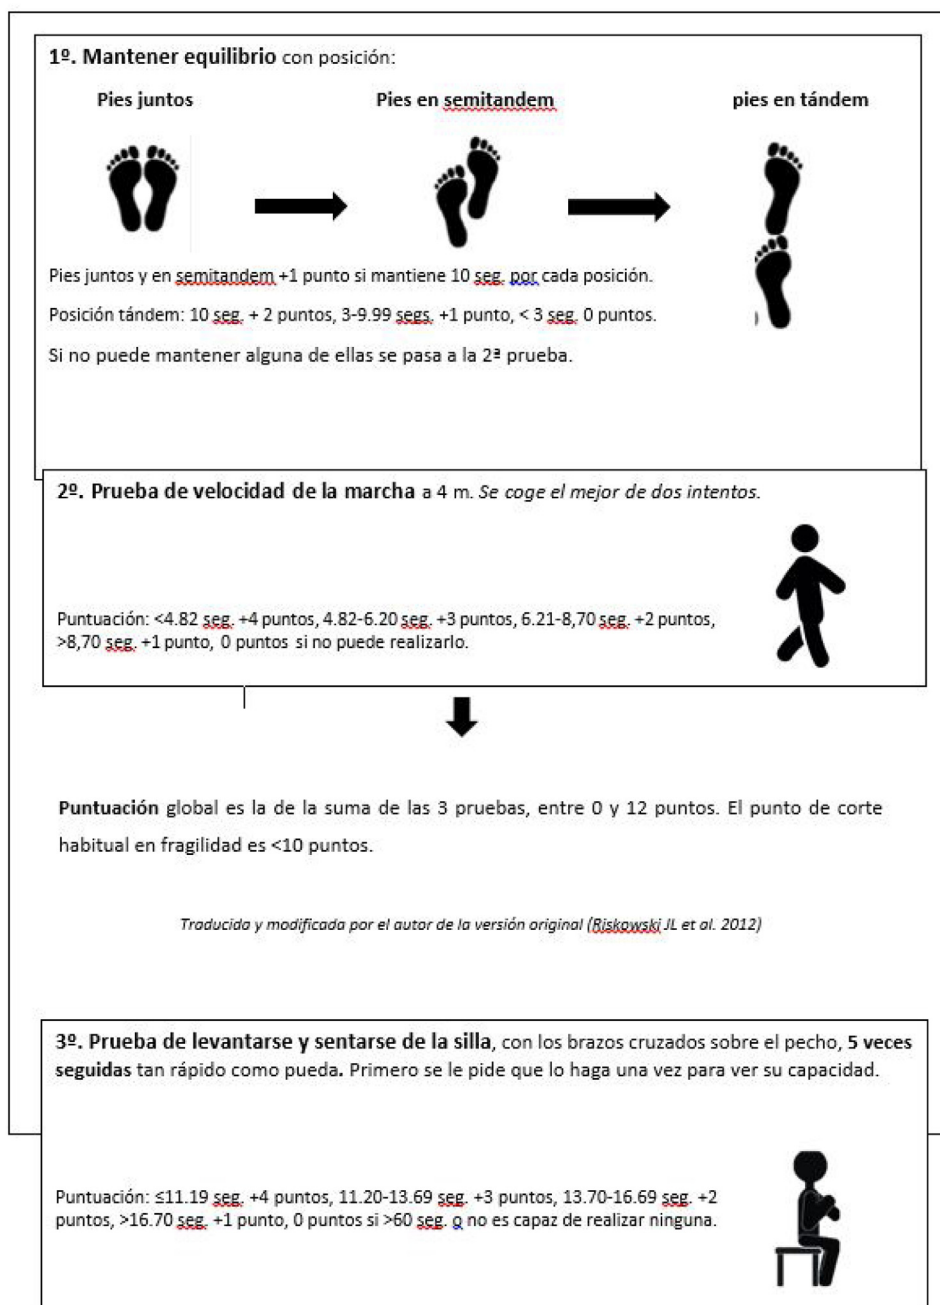 1º. Mantener equilibrio con posición:
Pies juntos
Pies en semitandem
pies en tándem
Pies juntos y en semitandem +1 punto si mantiene 10 seg. por cada posición.
Posición tándem: 10 seg. + 2 puntos, 3-9.99 segs. +1 punto, < 3 seg. 0 puntos.
Si no puede mantener alguna de ellas se pasa a la 2ª prueba.
2º. Prueba de velocidad de la marcha a 4 m. Se coge el mejor de dos intentos.
Puntuación: <4.82 seg. +4 puntos, 4.82-6.20 seg. +3 puntos, 6.21-8,70 seg. +2 puntos,
>8,70 seg. +1 punto, 0 puntos si no puede realizarlo.
Puntuación global es la de la suma de las 3 pruebas, entre 0 y 12 puntos. El punto de corte
habitual en fragilidad es <10 puntos.
Traducida y modificada por el autor de la versión original (Riskowski JL et al. 2012)
3º. Prueba de levantarse y sentarse de la silla, con los brazos cruzados sobre el pecho, 5 veces
seguidas tan rápido como pueda. Primero se le pide que lo haga una vez para ver su capacidad.
Puntuación: ≤11.19 seg. +4 puntos, 11.20-13.69 seg. +3 puntos, 13.70-16.69 seg. +2
puntos, >16.70 seg. +1 punto, 0 puntos si >60 seg. o no es capaz de realizar ninguna.